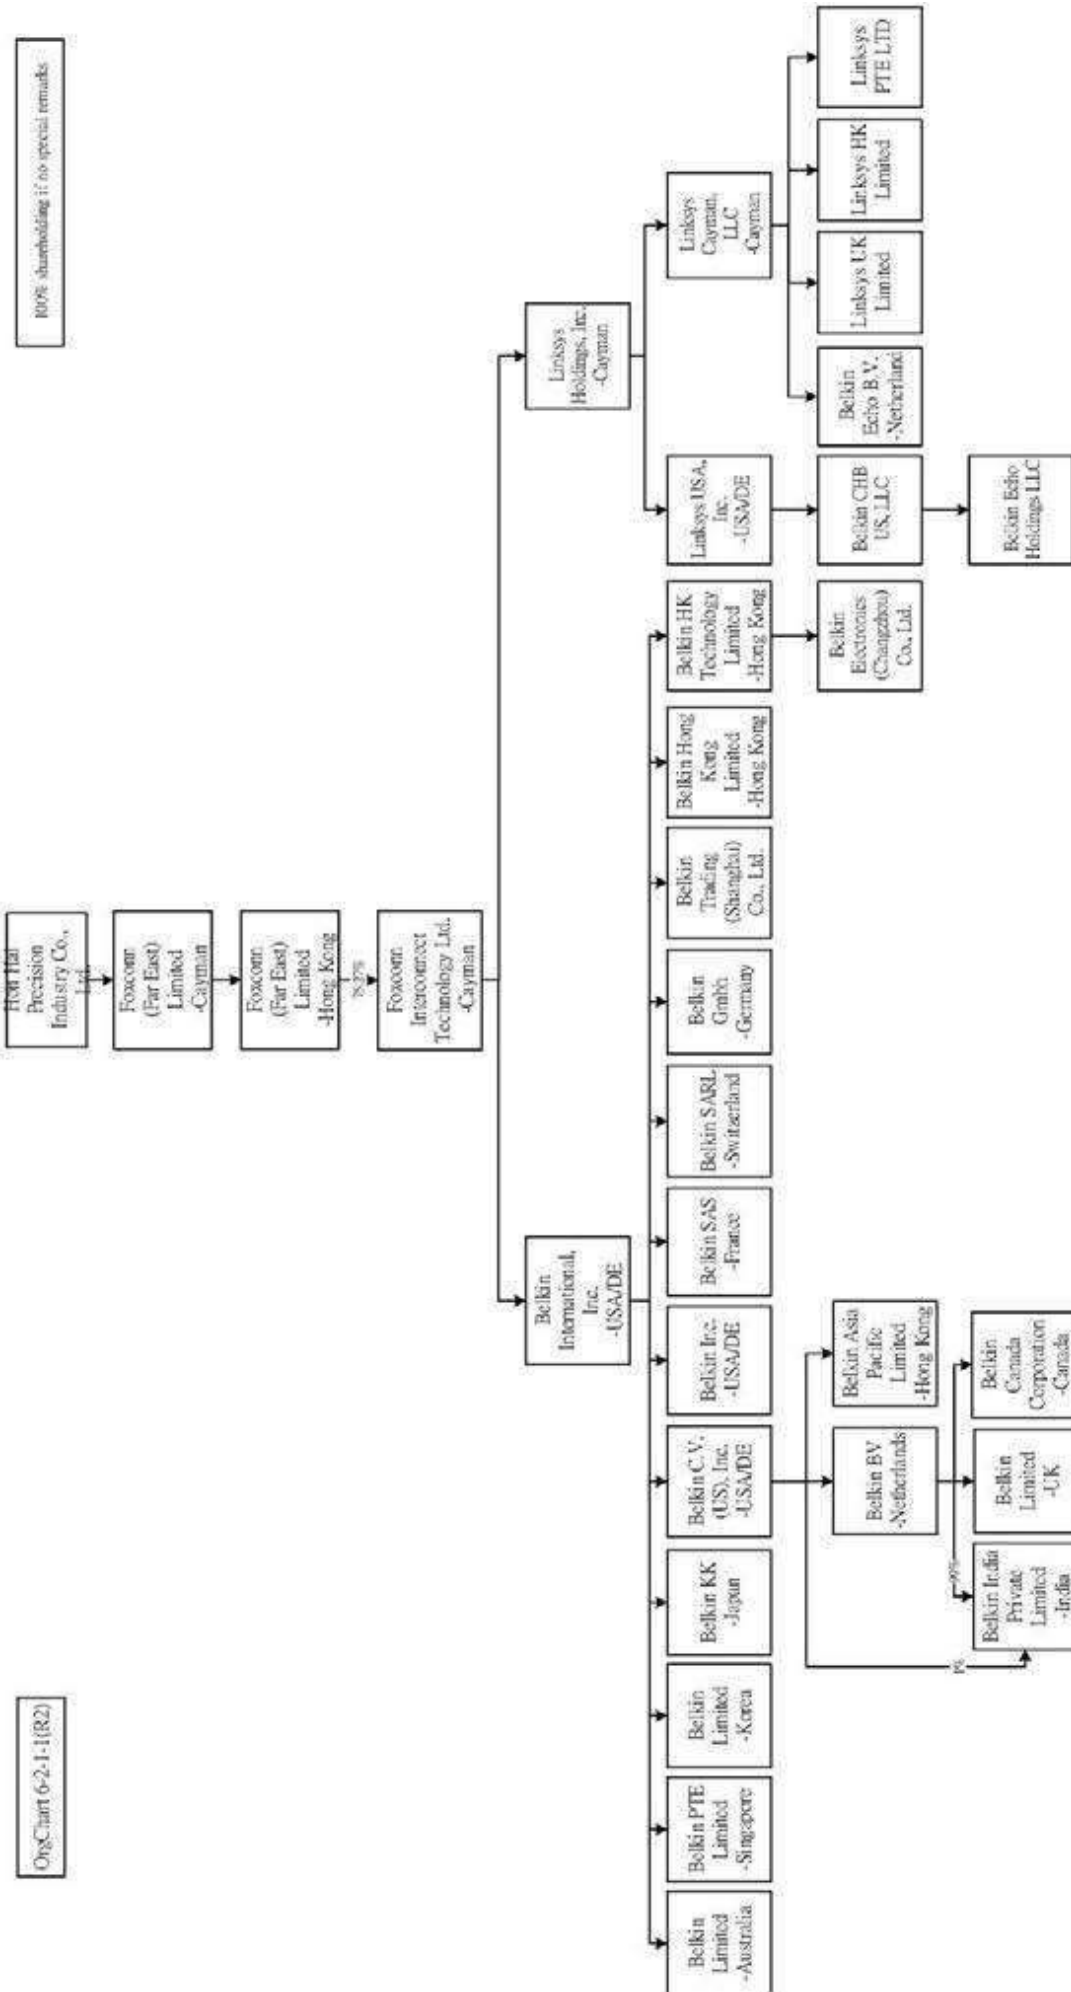 OrgChart 6-2-1-1(R2)
100% shareholding if no special remarks
Hon Hai
Precision
Industry Co.,
Ltd.
Foxconn
(Far East)
Limited
-Cayman
Foxconn
(Far East)
Limited
-Hong Kong
Foxconn
Interconnect
Technology Ltd.
-Cayman
Belkin
International,
Inc.
-USA/DE
Linksys
Holdings, Inc.
-Cayman
Belkin
Limited
-Australia
Belkin PTE
Limited
-Singapore
Belkin
Limited
-Korea
Belkin KK
-Japan
Belkin C.V.
(US), Inc.
-USA/DE
Belkin Inc.
-USA/DE
Belkin SAS
-France
Belkin SARL
-Switzerland
Belkin
Gmbh
-Germany
Belkin
Trading
(Shanghai)
Co., Ltd.
Belkin Hong
Kong
Limited
-Hong Kong
Belkin HK
Technology
Limited
-Hong Kong
Linksys USA,
Inc.
-USA/DE
Linksys
Cayman,
LLC
-Cayman
Belkin BV
-Netherlands
Belkin Asia
Pacific
Limited
-Hong Kong
Belkin
Electronics
(Changzhou)
Co., Ltd.
Belkin CHB
US, LLC
Belkin
Echo B.V.
-Netherland
Linksys UK
Limited
Linksys HK
Limited
Linksys
PTE LTD
1%
99%
Belkin India
Private
Limited
-India
Belkin
Limited
-UK
Belkin
Canada
Corporation
-Canada
Belkin Echo
Holdings LLC